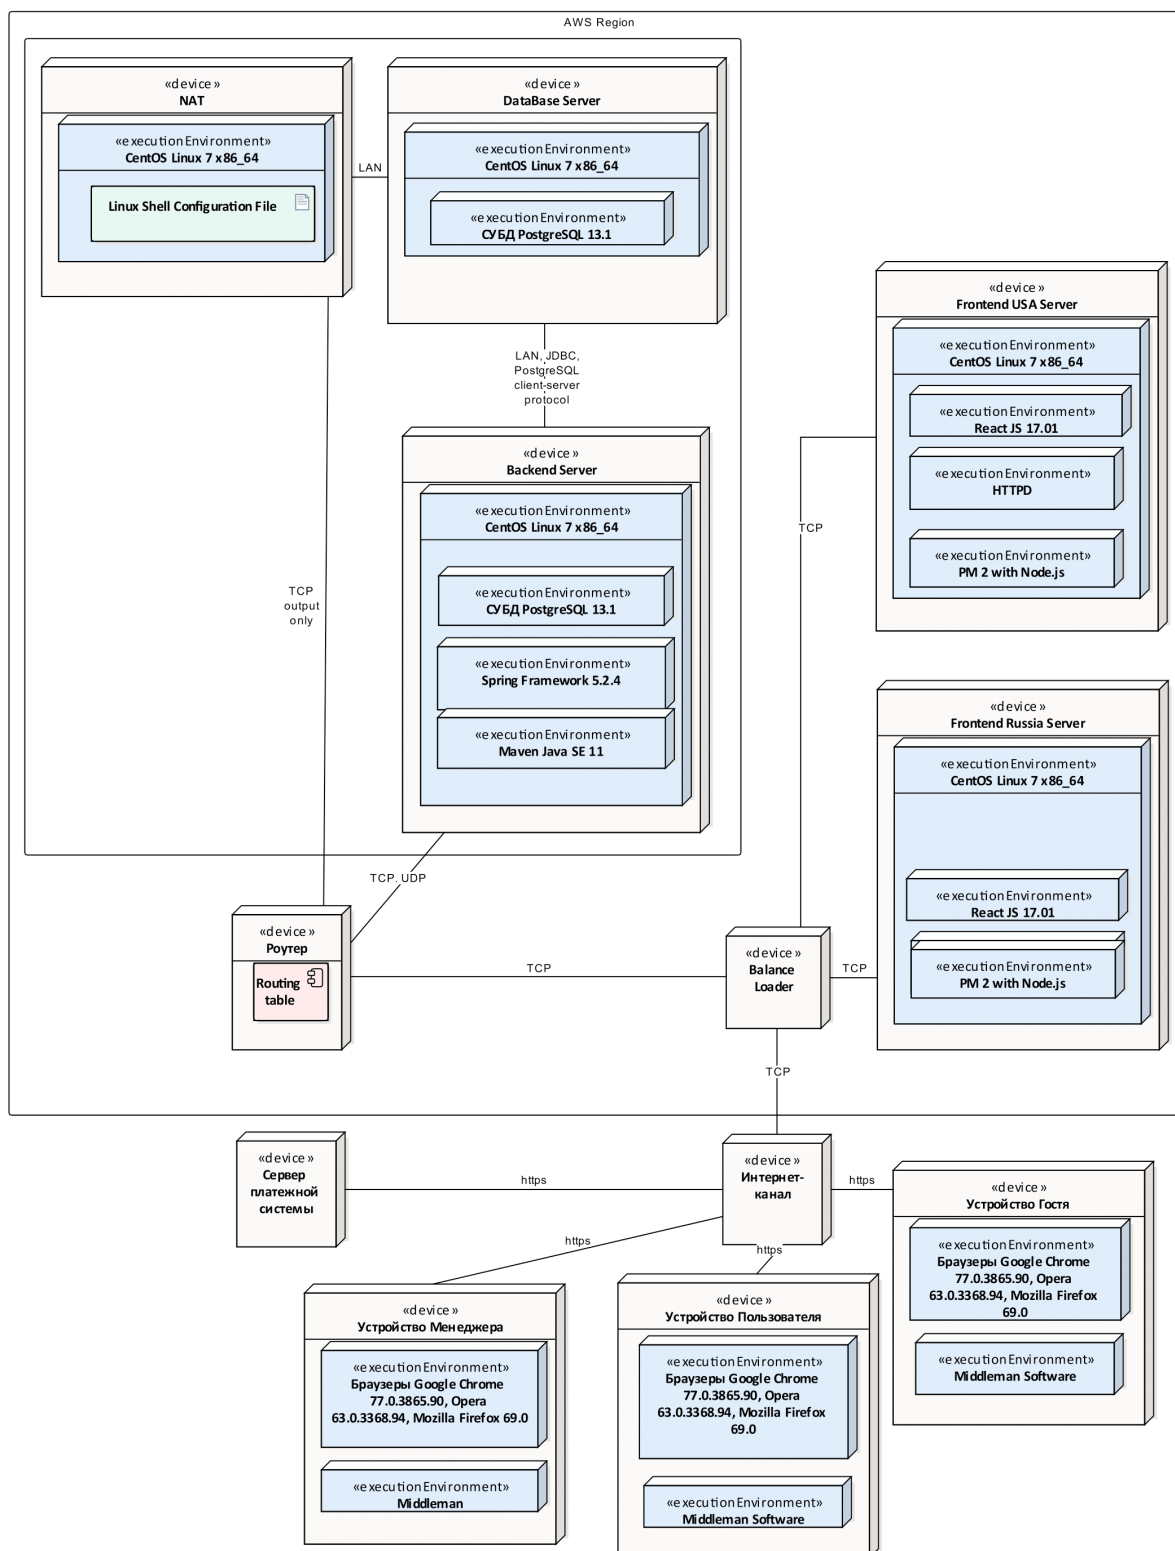 AWS Region
«device »
NAT
«executionEnvironment»
CentOS Linux 7 x86_64
Linux Shell Configuration File
LAN
«device »
DataBase Server
«executionEnvironment»
CentOS Linux 7 x86_64
«executionEnvironment»
СУБД PostgreSQL 13.1
LAN, JDBC,
PostgreSQL
client-server
protocol
«device »
Backend Server
«executionEnvironment»
CentOS Linux 7 x86_64
«executionEnvironment»
СУБД PostgreSQL 13.1
«executionEnvironment»
Spring Framework 5.2.4
«executionEnvironment»
Maven Java SE 11
TCP
output
only
TCP. UDP
«device »
Frontend USA Server
«executionEnvironment»
CentOS Linux 7 x86_64
«executionEnvironment»
React JS 17.01
«executionEnvironment»
HTTPD
«executionEnvironment»
PM 2 with Node.js
TCP
«device »
Frontend Russia Server
«executionEnvironment»
CentOS Linux 7 x86_64
«executionEnvironment»
React JS 17.01
«executionEnvironment»
PM 2 with Node.js
«device »
Роутер
Routing
table
TCP
«device »
Balance
Loader
TCP
TCP
«device »
Сервер
платежной
системы
https
«device »
Интернет-
канал
https
https
https
«device »
Устройство Гостя
«executionEnvironment»
Браузеры Google Chrome
77.0.3865.90, Opera
63.0.3368.94, Mozilla Firefox
69.0
«executionEnvironment»
Middleman Software
«device »
Устройство Менеджера
«executionEnvironment»
Браузеры Google Chrome
77.0.3865.90, Opera
63.0.3368.94, Mozilla Firefox 69.0
«executionEnvironment»
Middleman
«device »
Устройство Пользователя
«executionEnvironment»
Браузеры Google Chrome
77.0.3865.90, Opera
63.0.3368.94, Mozilla Firefox
69.0
«executionEnvironment»
Middleman Software